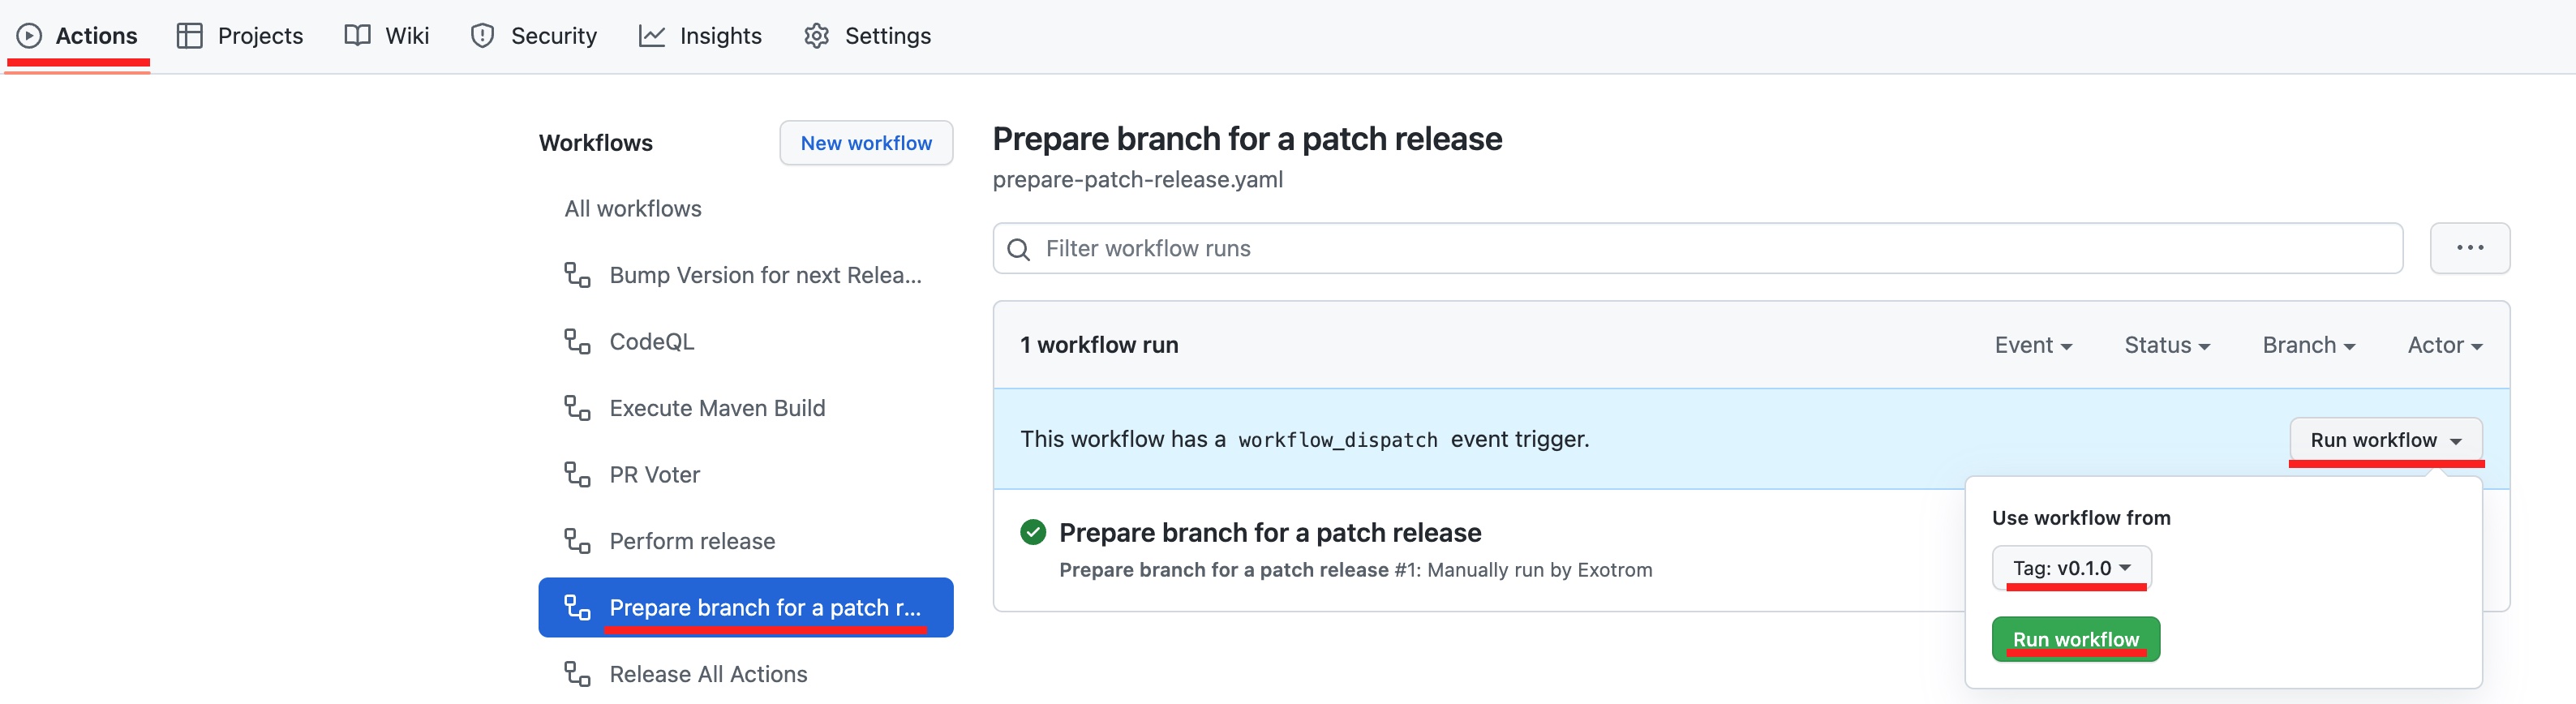 Actions Projects Wiki Security Insights Settings
Workflows
New workflow
All workflows
Bump Version for next Relea...
CodeQL
Execute Maven Build
PR Voter
Perform release
Prepare branch for a patch r...
Release All Actions
Prepare branch for a patch release
prepare-patch-release.yaml
Filter workflow runs
1 workflow run
Event Status Branch Actor
This workflow has a workflow_dispatch event trigger.
Run workflow
Prepare branch for a patch release
Prepare branch for a patch release #1: Manually run by Exotrom
Use workflow from
Tag: v0.1.0
Run workflow